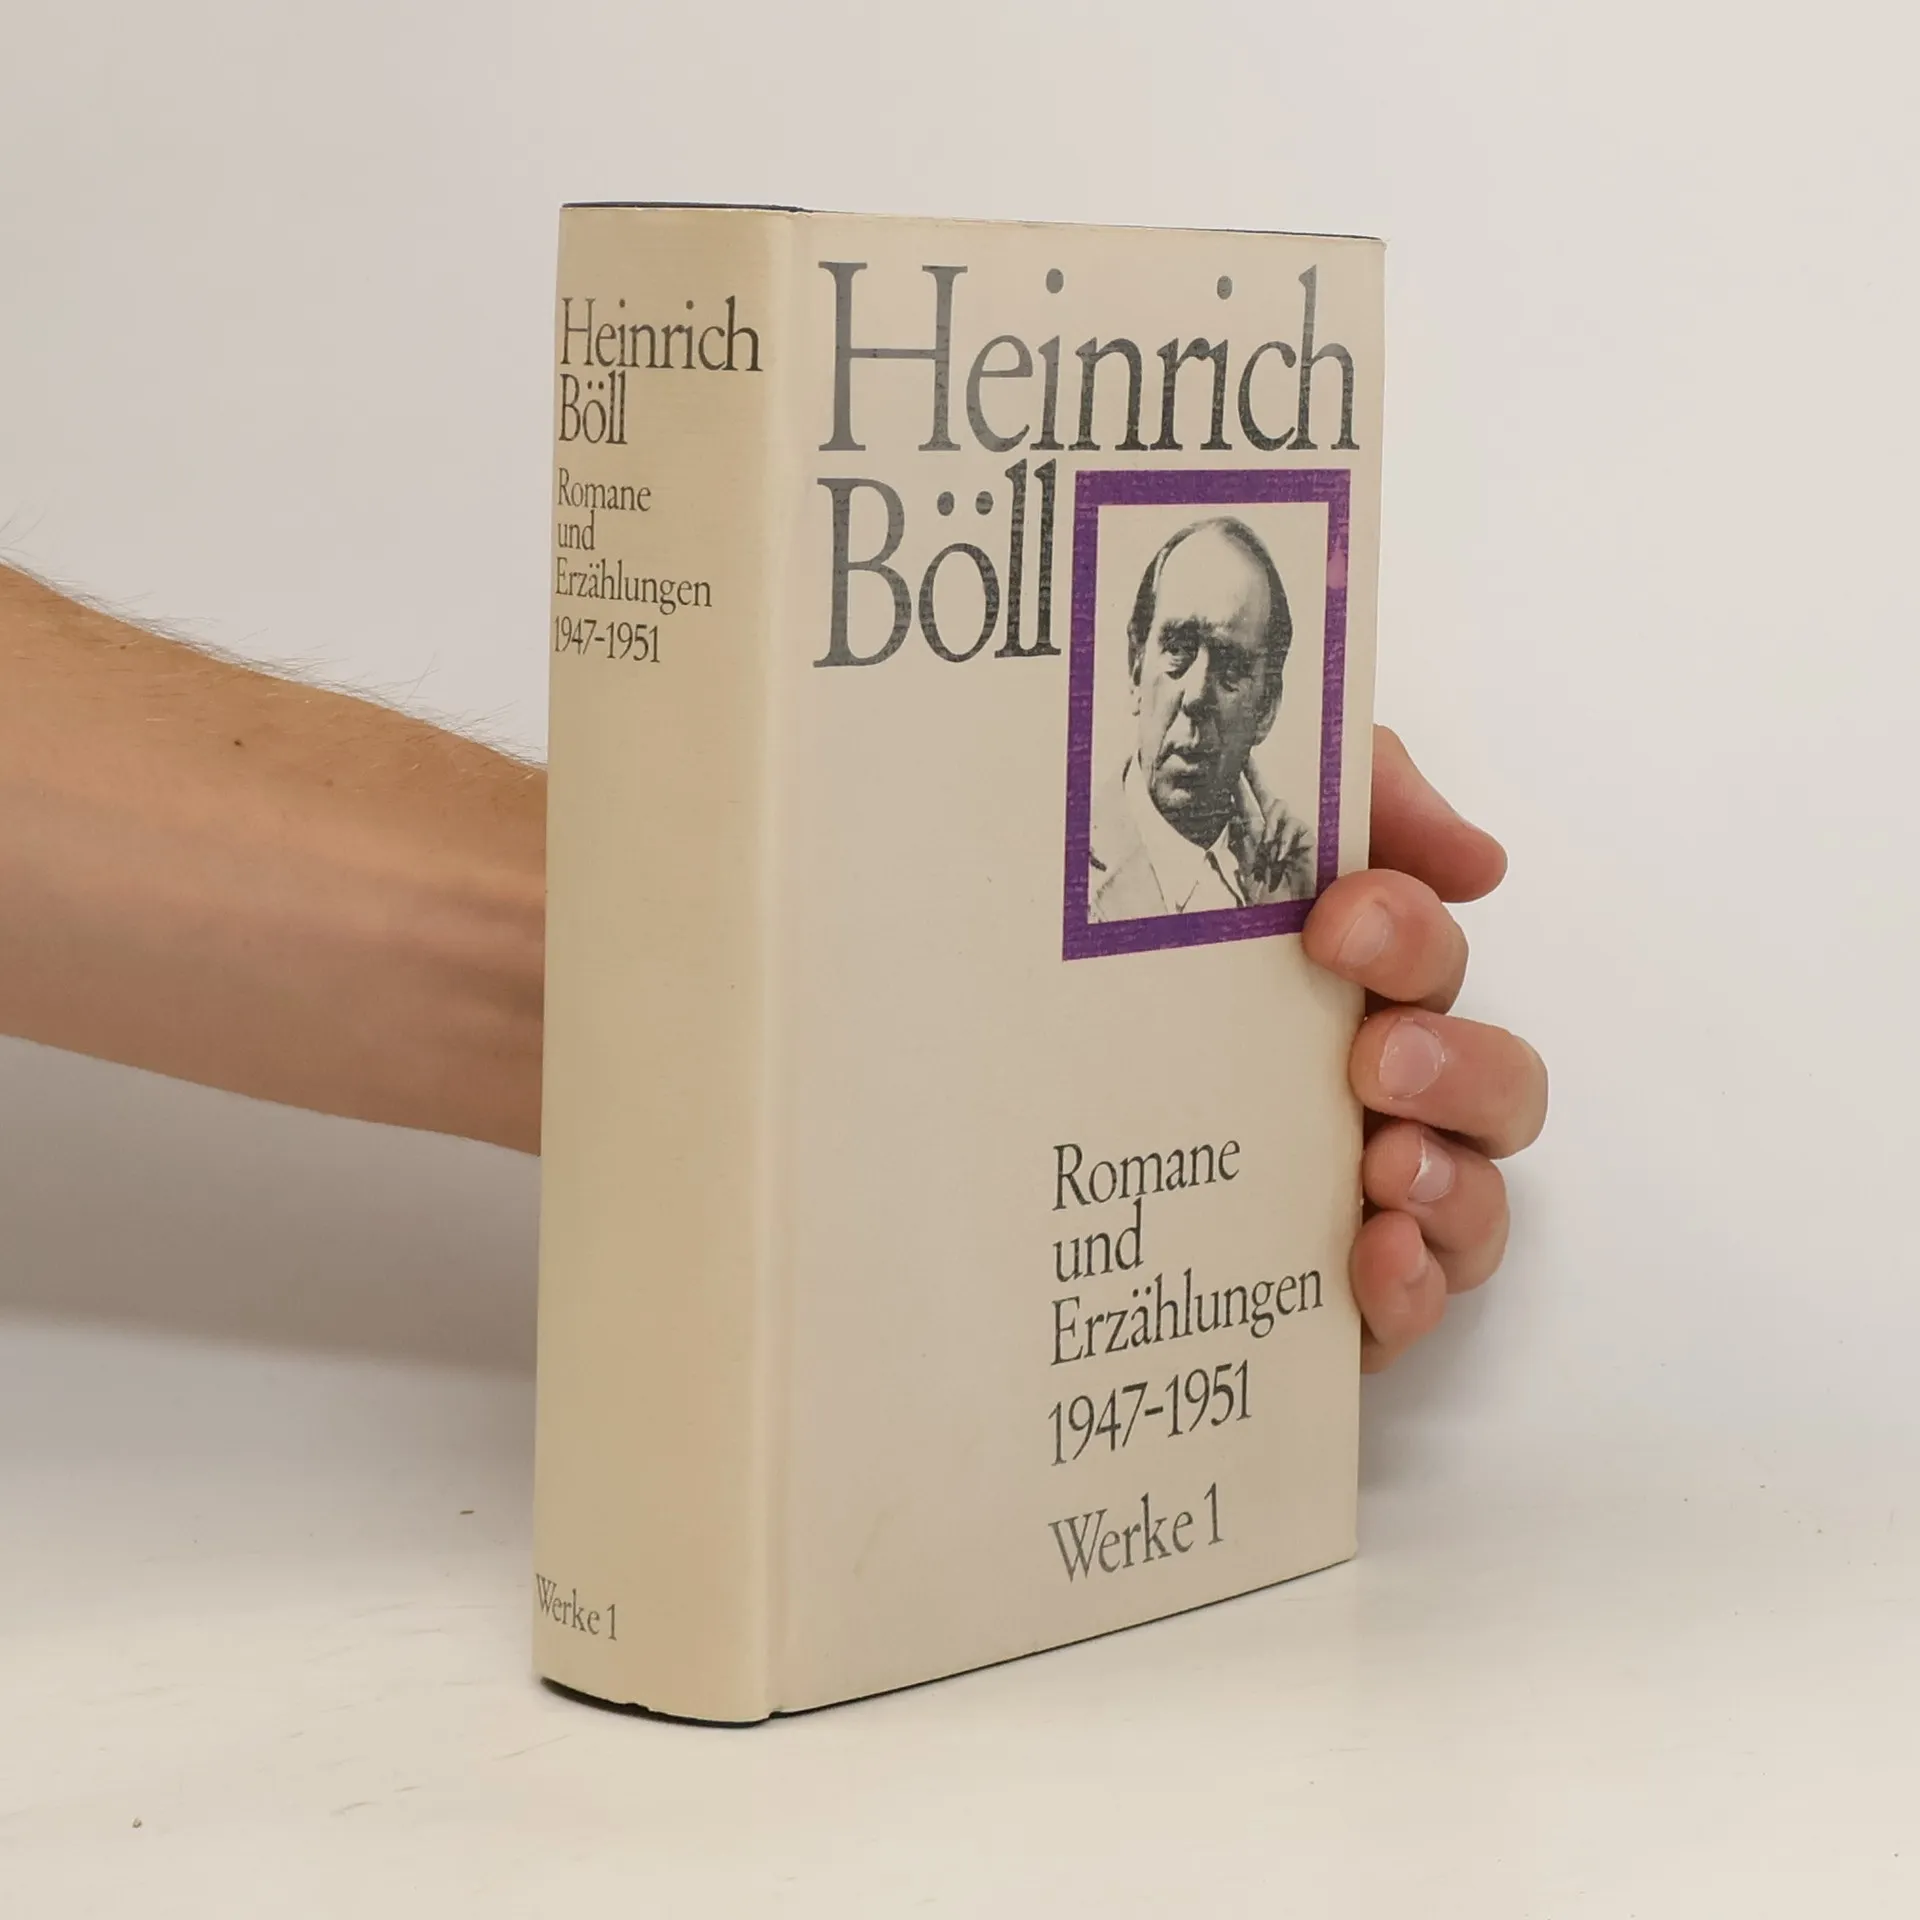 Heinrich
Böll
Romane
und
Erzählungen
1947-1951
Werke 1
Heinrich
Böll
Romane
und
Erzählungen
1947-1951
Werke 1